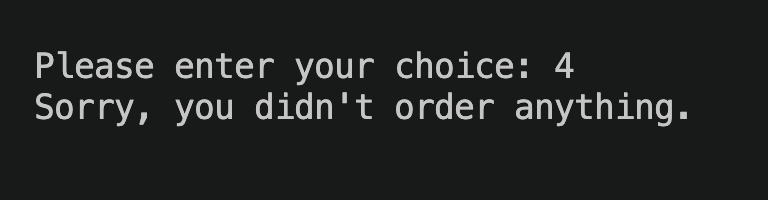 Please enter your choice: 4
Sorry, you didn't order anything.